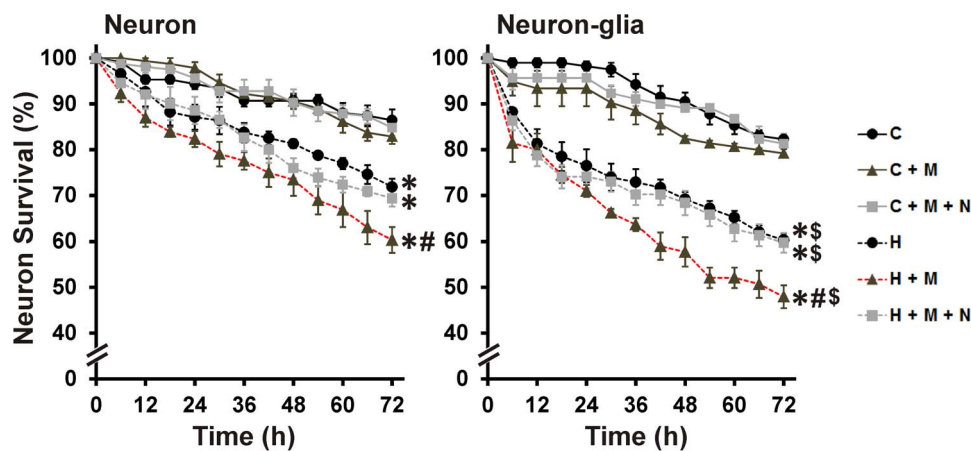 Neuron
Neuron-glia
Neuron Survival (%)
100
90
80
70
60
50
40
0
* 
*
*#
0 12 24 36 48 60 72
Time (h)
100
90
80
70
60
50
40
0
*$
*$
*#$
0 12 24 36 48 60 72
Time (h)
C
C + M
C + M + N
H
H + M
H + M + N